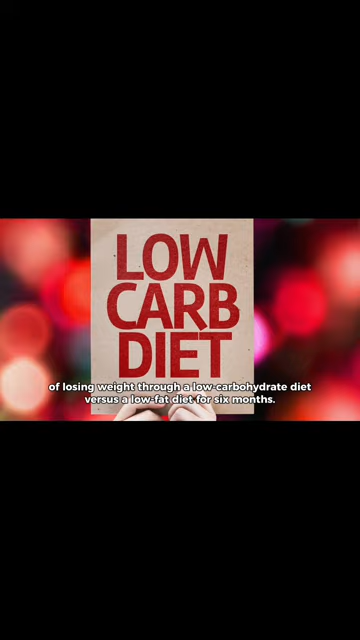 LOW
CARB
DIET
of losing weight through a low-carbohydrate diet
versus a low-fat diet for six months.